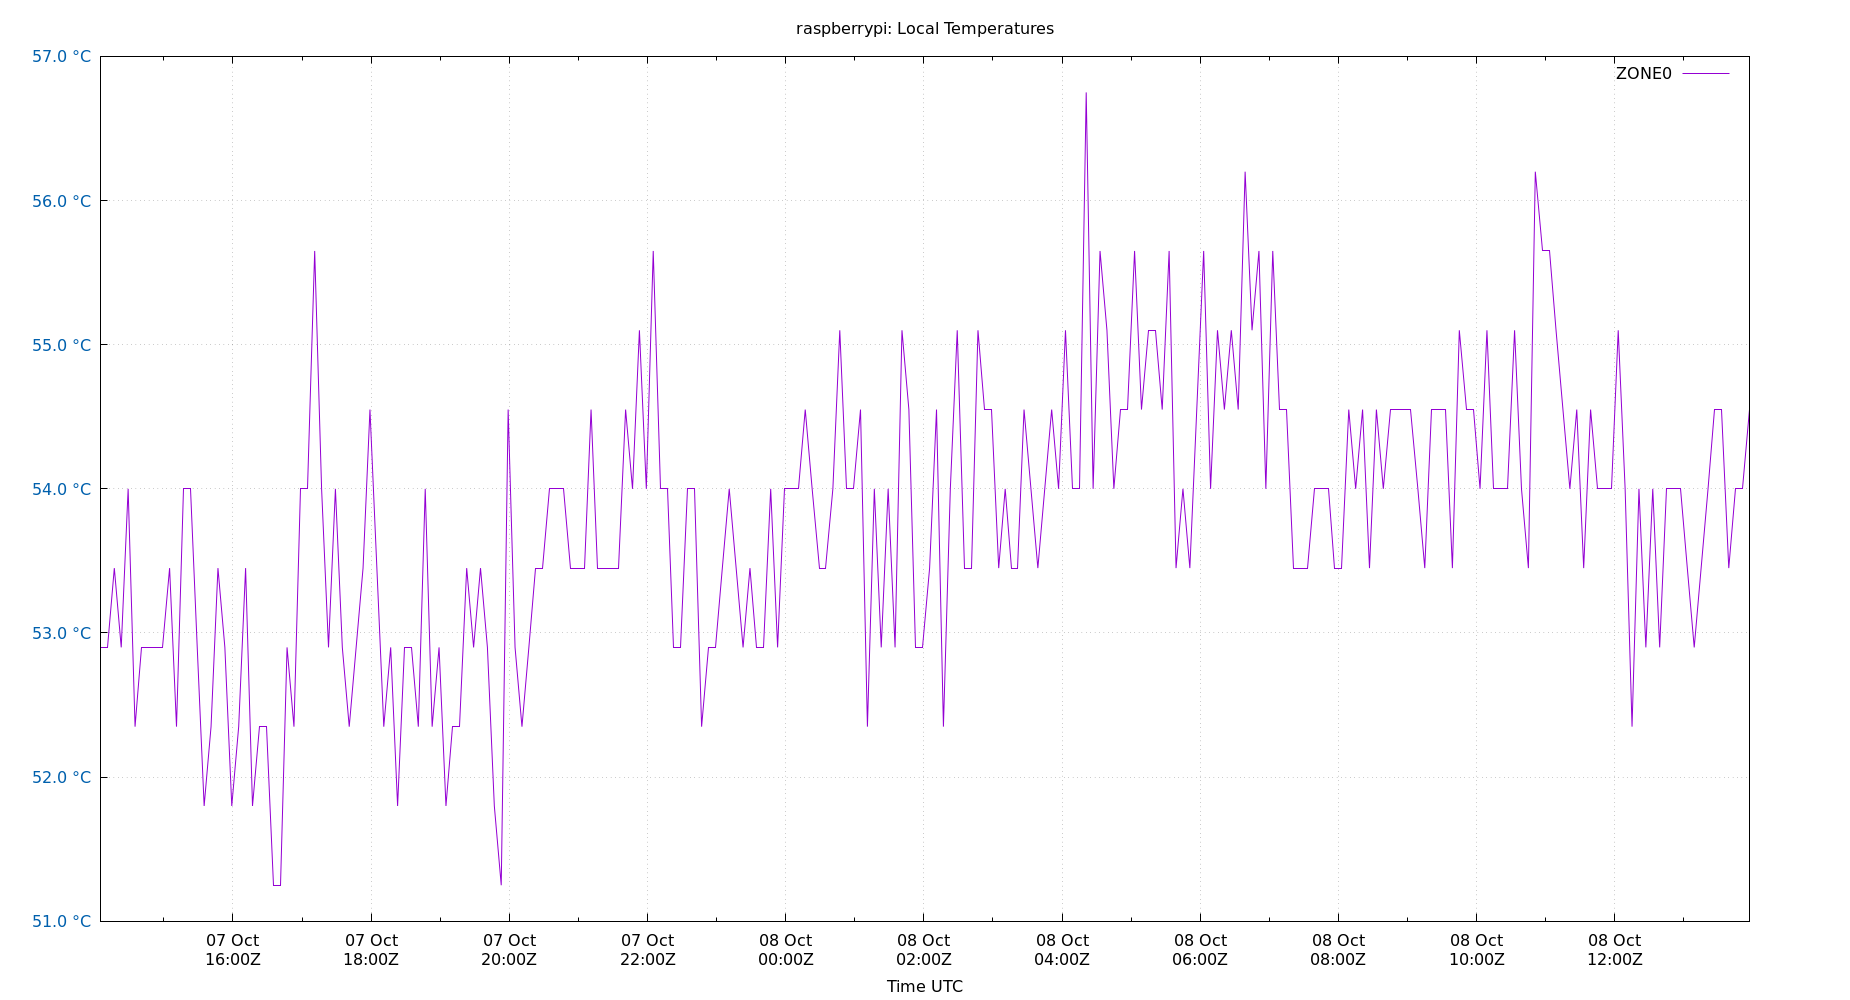 raspberrypi: Local Temperatures
57.0 °C
ZONE0
56.0 °C
55.0 °C
54.0 °C
53.0 °C
52.0 °C
51.0 °C
07 Oct 07 Oct 07 Oct 07 Oct 08 Oct 08 Oct 08 Oct 08 Oct 08 Oct 08 Oct 08 Oct
16:00Z 18:00Z 20:00Z 22:00Z 00:00Z 02:00Z 04:00Z 06:00Z 08:00Z 10:00Z 12:00Z
Time UTC